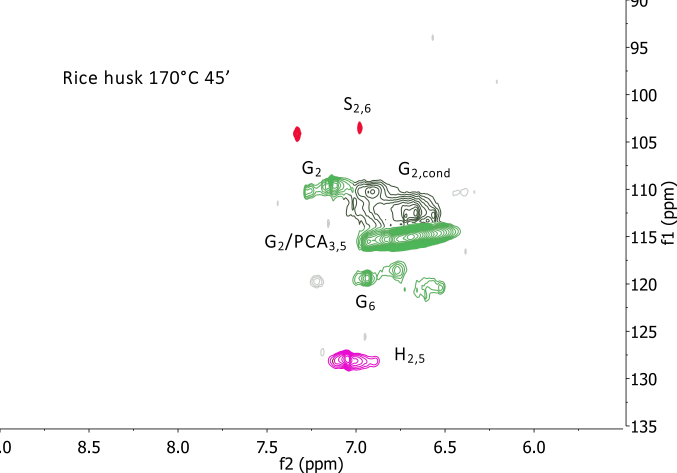 90
95
Rice husk 170°C 45’
100
S2,6
105
G2
G2,cond
110
G2/PCA3,5
115
120
G6
125
H2,5
130
135
f1 (ppm)
.0 8.5 8.0 7.5 7.0 6.5 6.0
f2 (ppm)